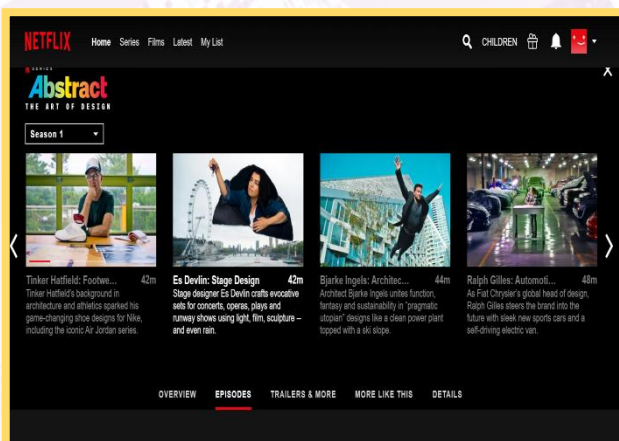 NETFLIX Home Series Films Latest My List CHILDREN
SERIES
Abstract
THE ART OF DESIGN
X
Season 1
Tinker Hatfield: Footwe... 42m
Tinker Hatfield's background in
architecture and athletics sparked his
game-changing shoe designs for Nike,
including the iconic Air Jordan series.
Es Devlin: Stage Design 42m
Stage designer Es Devlin crafts evocative
sets for concerts, operas, plays and
runway shows using light, film, sculpture –
and even rain.
Bjarke Ingels: Architec... 44m
Architect Bjarke Ingels unites function,
fantasy and sustainability in "pragmatic
utopian" designs like a clean power plant
topped with a ski slope.
Ralph Gilles: Automoti... 48m
As Fiat Chrysler's global head of design,
Ralph Gilles steers the brand into the
future with sleek new sports cars and a
self-driving electric van.
OVERVIEW EPISODES TRAILERS & MORE MORE LIKE THIS DETAILS